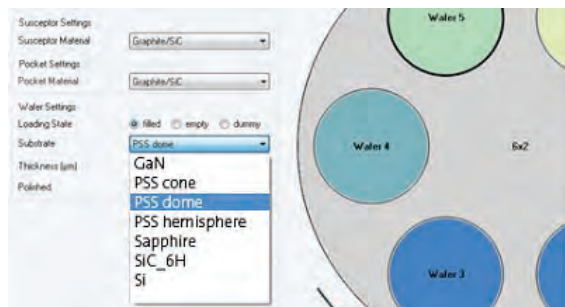 Susceptor Settings
Susceptor Material Graphite/SiC
Pocket Settings
Pocket Material Graphite/SiC
Wafer Settings
Loading State filled empty dummy
Substrate PSS dome
Thickness [µm]
Polished
GaN
PSS cone
PSS dome
PSS hemisphere
Sapphire
SiC_6H
Si
Wafer 5
Wafer 4
6x2
Wafer 3